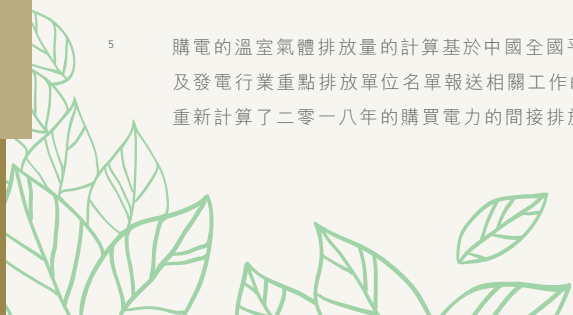 5 購電的溫室氣體排放量的計算基於中國全國
及發電行業重點排放單位名單報送相關工作
重新計算了二零一八年的購買電力的間接排